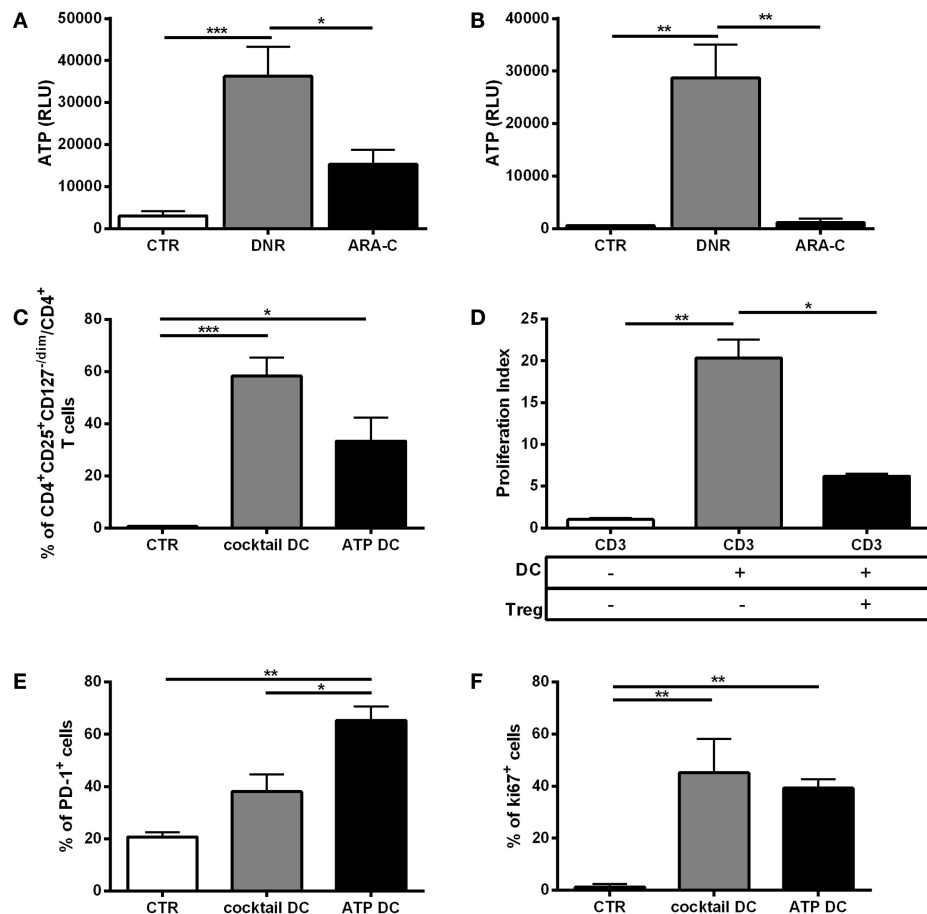 A
50000
40000
30000
20000
10000
0
ATP (RLU)
***
*
CTR DNR ARA-C
B
40000
30000
20000
10000
0
ATP (RLU)
**
**
CTR DNR ARA-C
C
80
60
40
20
0
% of CD4+CD25+CD127-/dim/CD4+
T cells
*
***
CTR cocktail DC ATP DC
D
25
20
15
10
5
0
Proliferation Index
**
*
CD3 CD3 CD3
DC - + +
Treg - - +
E
80
60
40
20
0
% of PD-1+ cells
**
*
CTR cocktail DC ATP DC
F
80
60
40
20
0
% of ki67+ cells
**
**
CTR cocktail DC ATP DC